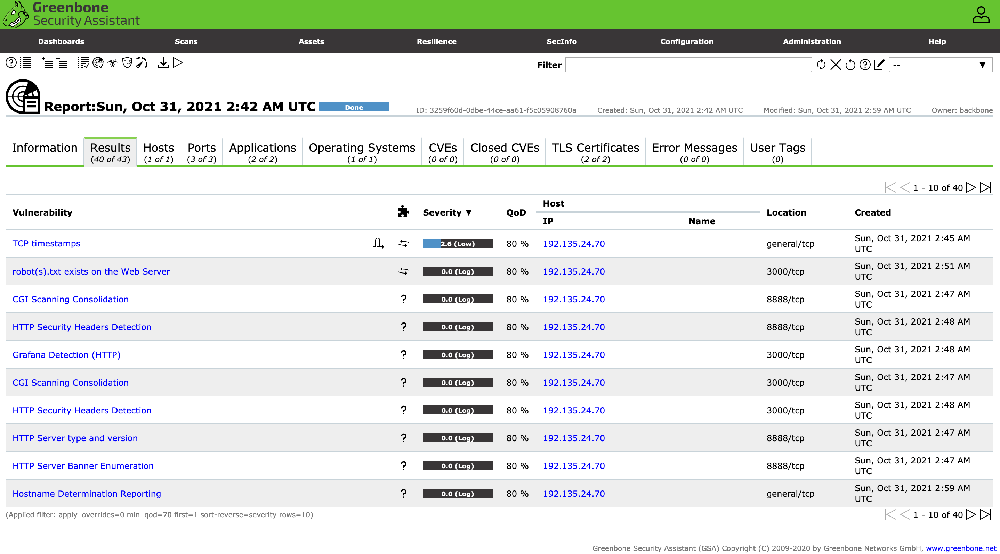 Greenbone
Security Assistant
Dashboards Scans Assets Resilience SecInfo Configuration Administration Help
TLS
Filter --
Report:Sun, Oct 31, 2021 2:42 AM UTC Done ID: 3259f60d-0dbe-44ce-aa61-f5c05908760a Created: Sun, Oct 31, 2021 2:42 AM UTC Modified: Sun, Oct 31, 2021 2:59 AM UTC Owner: backbone
Information Results Hosts Ports Applications Operating Systems CVEs Closed CVEs TLS Certificates Error Messages User Tags
(40 of 43) (1 of 1) (3 of 3) (2 of 2) (1 of 1) (0 of 0) (0 of 0) (2 of 2) (0 of 0) (0)
1 - 10 of 40
Host
Vulnerability Severity ▼ QoD Location Created
IP Name
TCP timestamps 2.6 (Low) 80 % 192.135.24.70 general/tcp Sun, Oct 31, 2021 2:45 AM
UTC
robot(s).txt exists on the Web Server 0.0 (Log) 80 % 192.135.24.70 3000/tcp Sun, Oct 31, 2021 2:51 AM
UTC
CGI Scanning Consolidation ? 0.0 (Log) 80 % 192.135.24.70 8888/tcp Sun, Oct 31, 2021 2:47 AM
UTC
HTTP Security Headers Detection ? 0.0 (Log) 80 % 192.135.24.70 8888/tcp Sun, Oct 31, 2021 2:48 AM
UTC
Grafana Detection (HTTP) ? 0.0 (Log) 80 % 192.135.24.70 3000/tcp Sun, Oct 31, 2021 2:48 AM
UTC
CGI Scanning Consolidation ? 0.0 (Log) 80 % 192.135.24.70 3000/tcp Sun, Oct 31, 2021 2:47 AM
UTC
HTTP Security Headers Detection ? 0.0 (Log) 80 % 192.135.24.70 3000/tcp Sun, Oct 31, 2021 2:48 AM
UTC
HTTP Server type and version ? 0.0 (Log) 80 % 192.135.24.70 8888/tcp Sun, Oct 31, 2021 2:47 AM
UTC
HTTP Server Banner Enumeration ? 0.0 (Log) 80 % 192.135.24.70 8888/tcp Sun, Oct 31, 2021 2:47 AM
UTC
Hostname Determination Reporting ? 0.0 (Log) 80 % 192.135.24.70 general/tcp Sun, Oct 31, 2021 2:59 AM
UTC
(Applied filter: apply_overrides=0 min_qod=70 first=1 sort-reverse=severity rows=10) 1 - 10 of 40
Greenbone Security Assistant (GSA) Copyright (C) 2009-2020 by Greenbone Networks GmbH, www.greenbone.net